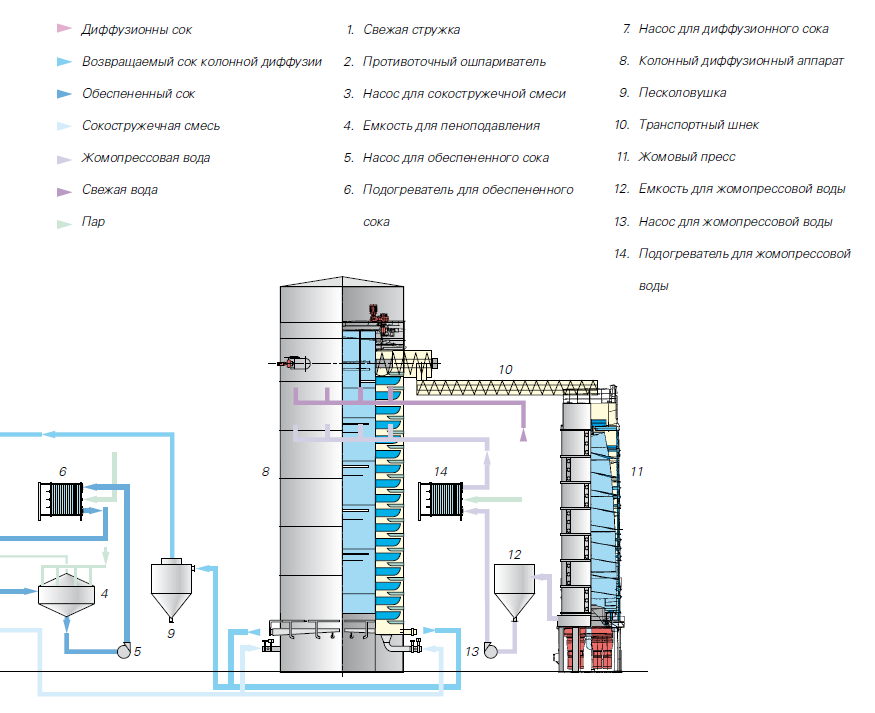 Диффузионны сок
Возвращаемый сок колонной диффузии
Обеспененный сок
Сокостружечная смесь
Жомопрессовая вода
Свежая вода
Пар
1. Свежая стружка
2. Противоточный ошпариватель
3. Насос для сокостружечной смеси
4. Емкость для пеноподавления
5. Насос для обеспененного сока
6. Подогреватель для обеспененного
сока
7. Насос для диффузионного сока
8. Колонный диффузионный аппарат
9. Песколовушка
10. Транспортный шнек
11. Жомовый пресс
12. Емкость для жомопрессовой воды
13. Насос для жомопрессовой воды
14. Подогреватель для жомопрессовой
воды
10
6
8
14
11
12
4
9
5
13